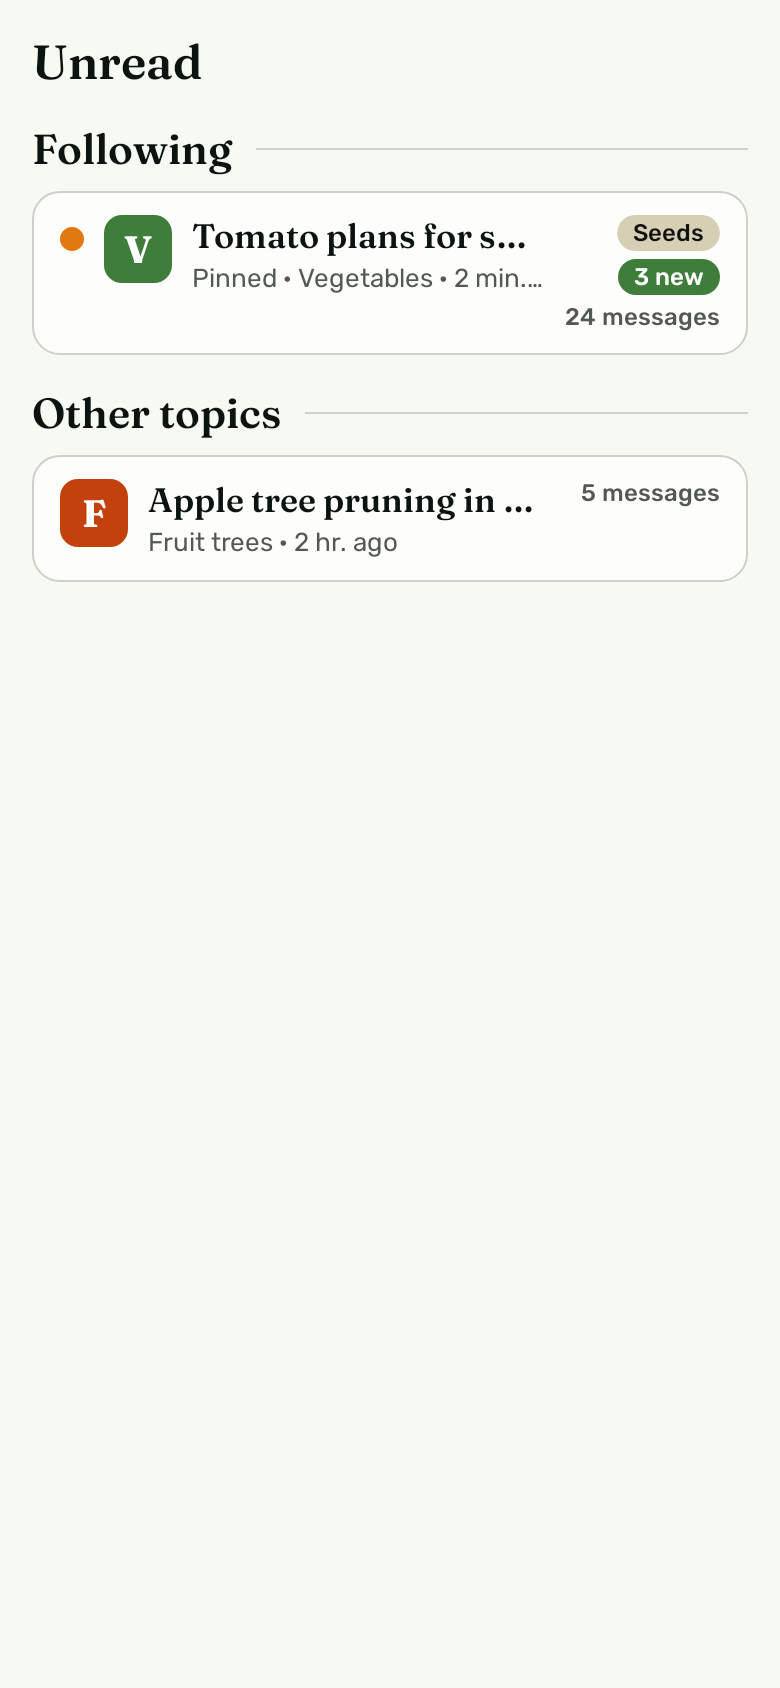 Unread
Following
V
Tomato plans for s...
Pinned • Vegetables • 2 min....
Seeds
3 new
24 messages
Other topics
F
Apple tree pruning in ...
Fruit trees • 2 hr. ago
5 messages